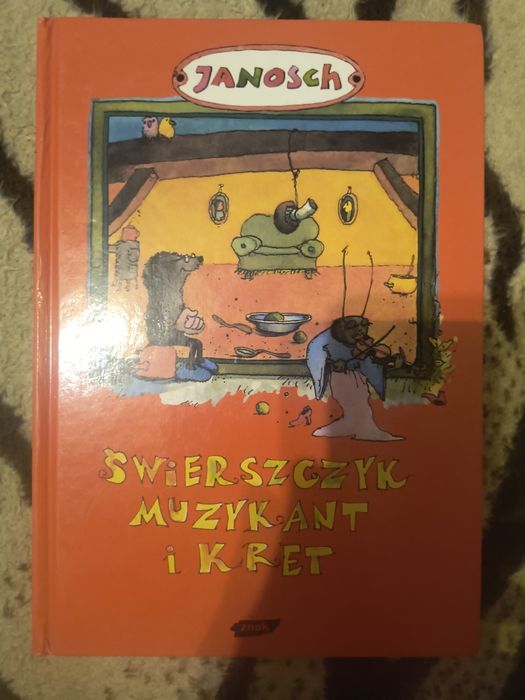 JANOSCH
ŚWiERSZCZYK
MUZYKANT
i KRET
znak